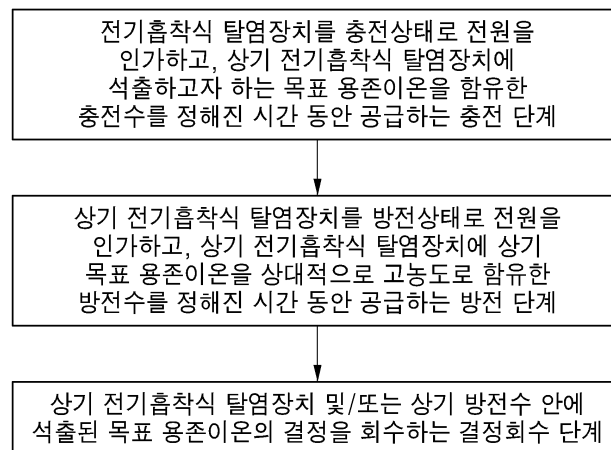 전기흡착식 탈염장치를 충전상태로 전원을
인가하고, 상기 전기흡착식 탈염장치에
석출하고자 하는 목표 용존이온을 함유한
충전수를 정해진 시간 동안 공급하는 충전 단계
상기 전기흡착식 탈염장치를 방전상태로 전원을
인가하고, 상기 전기흡착식 탈염장치에 상기
목표 용존이온을 상대적으로 고농도로 함유한
방전수를 정해진 시간 동안 공급하는 방전 단계
상기 전기흡착식 탈염장치 및/또는 상기 방전수 안에
석출된 목표 용존이온의 결정을 회수하는 결정회수 단계